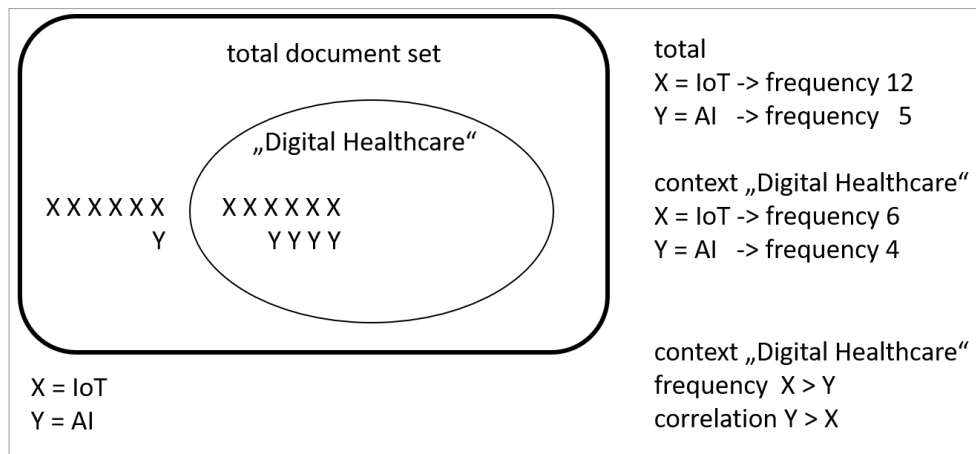 total document set
„Digital Healthcare“
X X X X X X
X X X X X X
Y
Y Y Y Y
X = IoT
Y = AI
total
X = IoT -> frequency 12
Y = AI -> frequency 5
context „Digital Healthcare“
X = IoT -> frequency 6
Y = AI -> frequency 4
context „Digital Healthcare“
frequency X > Y
correlation Y > X